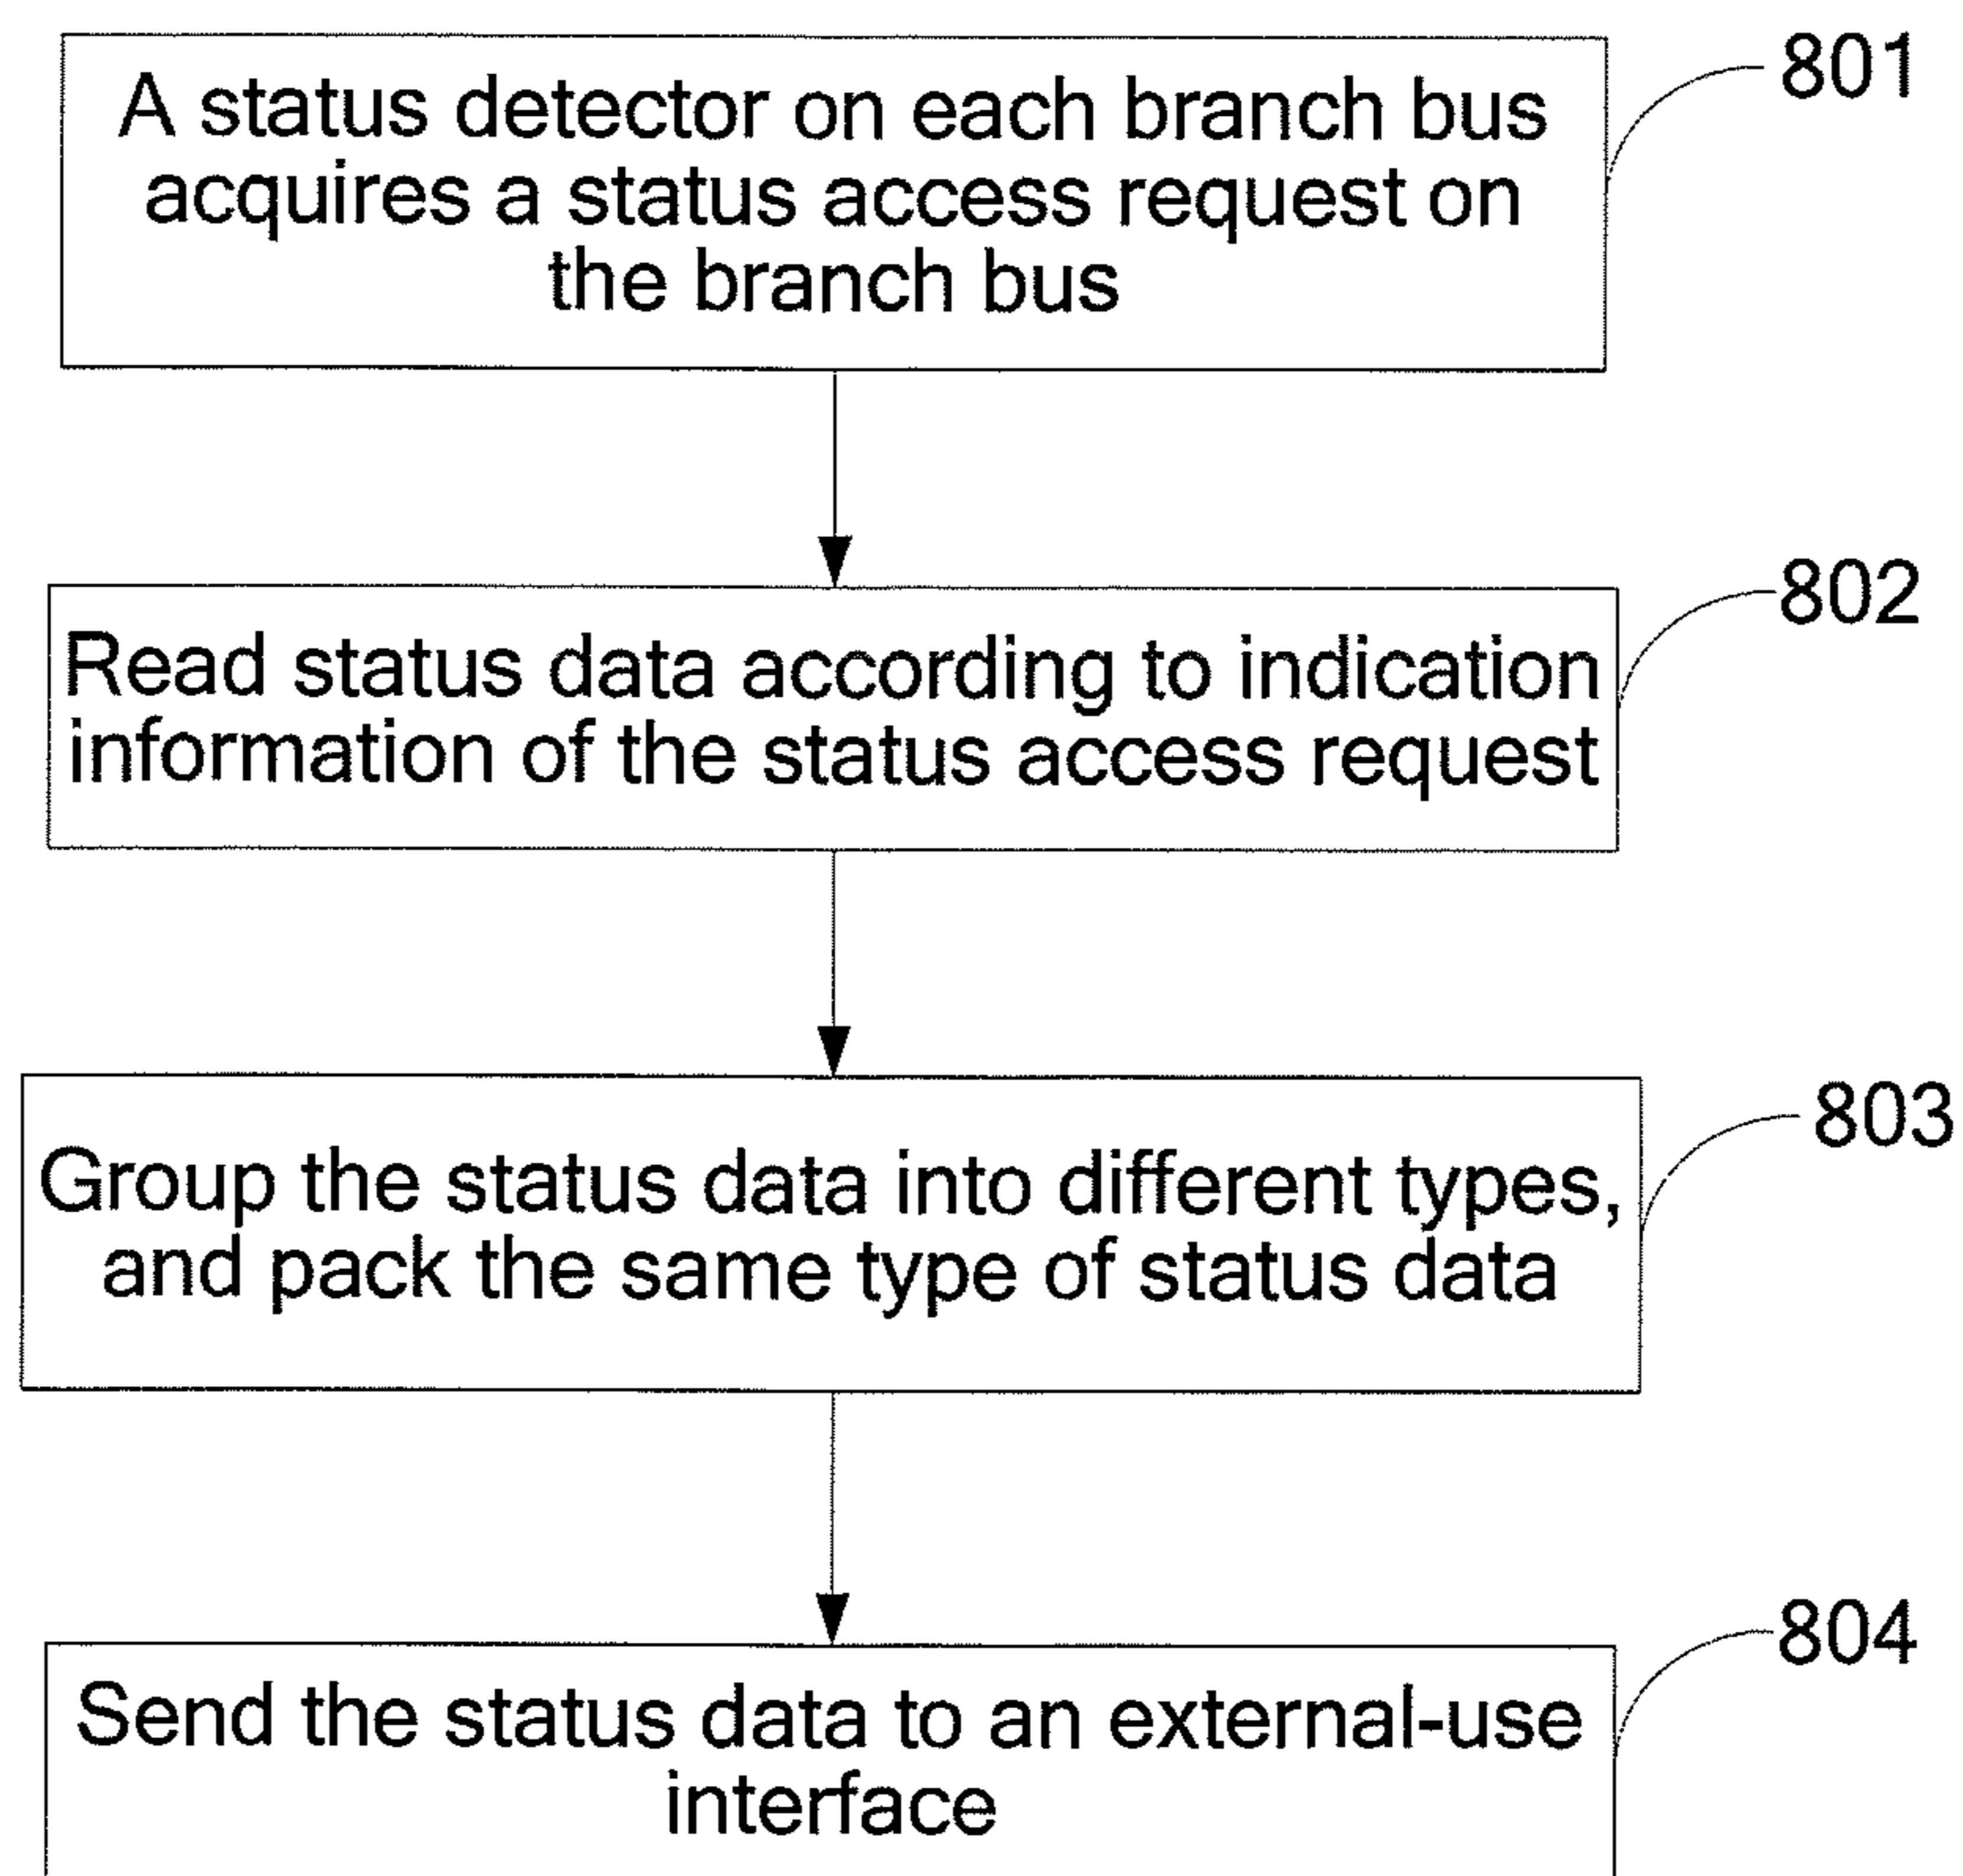 801
A status detector on each branch bus
acquires a status access request on
the branch bus
802
Read status data according to indication
information of the status access request
803
Group the status data into different types,
and pack the same type of status data
804
Send the status data to an external-use
interface